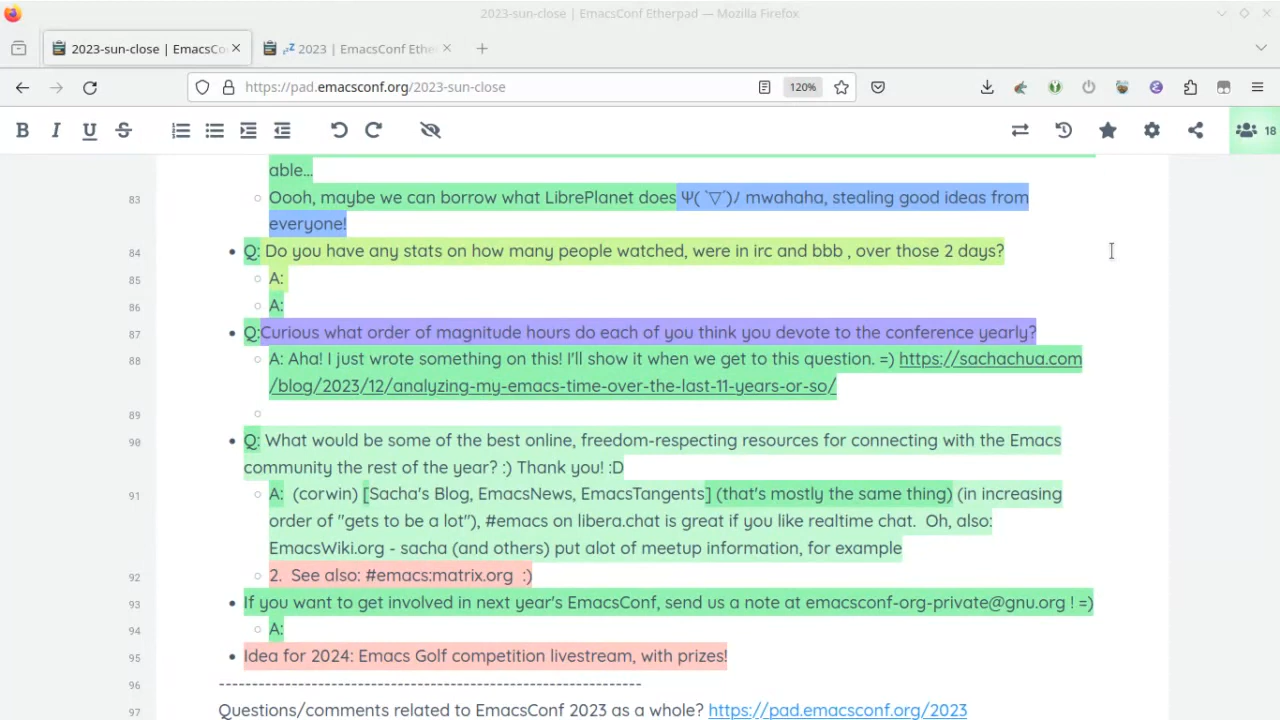 2023-sun-close | EmacsConf Etherpad — Mozilla Firefox
2023-sun-close | EmacsCo
💤 2023 | EmacsConf Ethe
https://pad.emacsconf.org/2023-sun-close
120%
B I U S
18
able...
83 Oooh, maybe we can borrow what LibrePlanet does Ψ( `▽´)ﾉ mwahaha, stealing good ideas from
everyone!
84 Q: Do you have any stats on how many people watched, were in irc and bbb , over those 2 days?
85 A:
86 A:
87 Q:Curious what order of magnitude hours do each of you think you devote to the conference yearly?
88 A: Aha! I just wrote something on this! I'll show it when we get to this question. =) https://sachachua.com
/blog/2023/12/analyzing-my-emacs-time-over-the-last-11-years-or-so/
89
90 Q: What would be some of the best online, freedom-respecting resources for connecting with the Emacs
community the rest of the year? :) Thank you! :D
91 A:  (corwin) [Sacha's Blog, EmacsNews, EmacsTangents] (that's mostly the same thing) (in increasing
order of "gets to be a lot"), #emacs on libera.chat is great if you like realtime chat.  Oh, also:
EmacsWiki.org - sacha (and others) put alot of meetup information, for example
92 2.  See also: #emacs:matrix.org  :)
93 If you want to get involved in next year's EmacsConf, send us a note at emacsconf-org-private@gnu.org ! =)
94 A:
95 Idea for 2024: Emacs Golf competition livestream, with prizes!
96 ----------------------------------------------------------------
97 Questions/comments related to EmacsConf 2023 as a whole? https://pad.emacsconf.org/2023